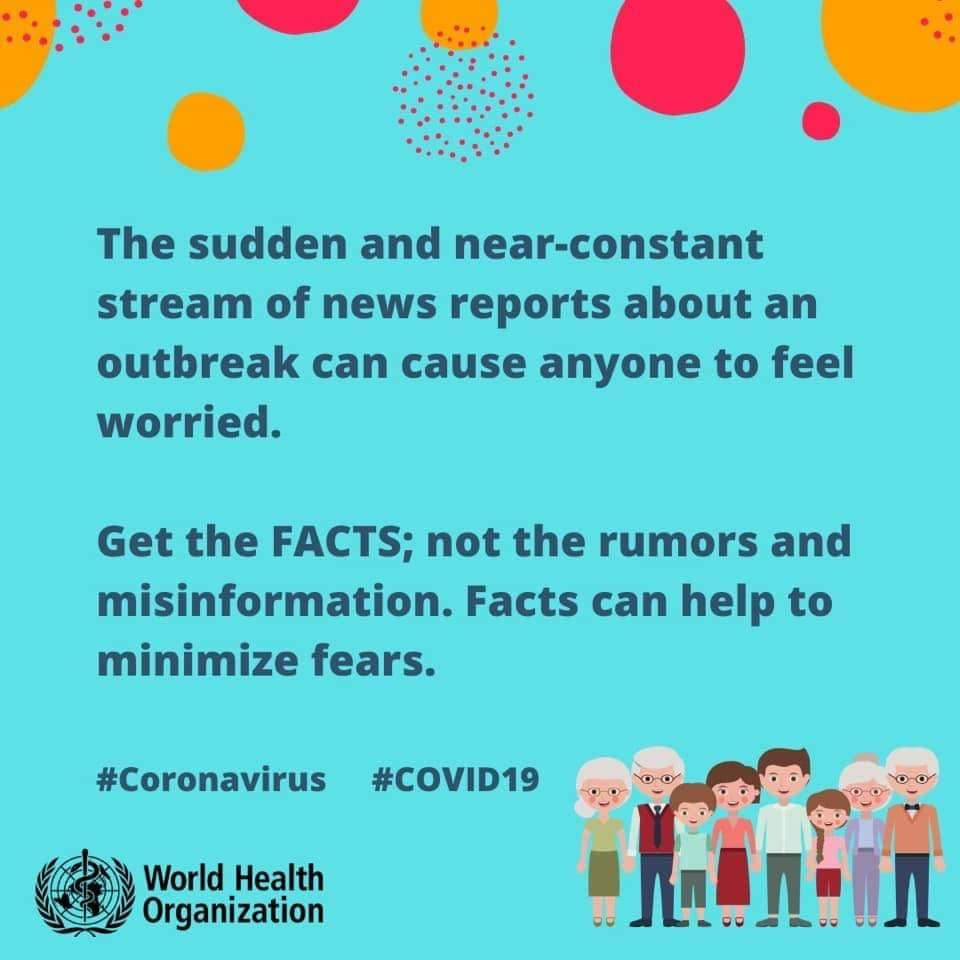 The sudden and near-constant
stream of news reports about an
outbreak can cause anyone to feel
worried.
Get the FACTS; not the rumors and
misinformation. Facts can help to
minimize fears.
#Coronavirus #COVID19
World Health
Organization